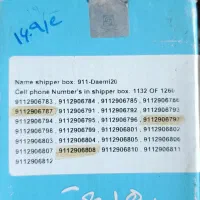 14-9/e
Name shipper box: 911-Daeml20
Cell phone Number's in shipper box: 1132 OF 1266
9112906783 ,9112906784 ,9112906785 ,9112906786
9112906787 ,9112906791 ,9112906792 ,9112906793
9112906794 ,9112906795 ,9112906796 ,9112906797
9112906798 ,9112906799 ,9112906801 ,9112906802
9112906803 ,9112906804 ,9112906805 ,9112906806
9112906807 ,9112906808 ,9112906810 ,9112906811
9112906812